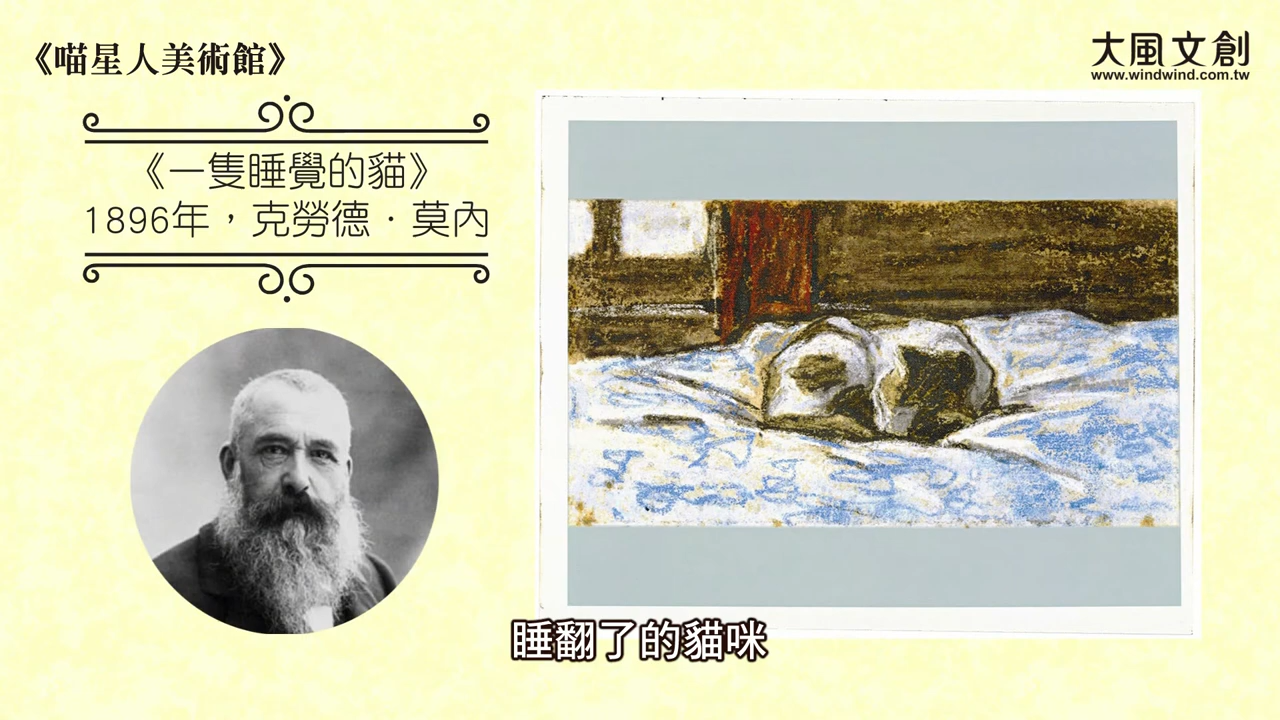 《喵星人美術館》
大風文創
www.windwind.com.tw
《一隻睡覺的貓》
1896年，克勞德．莫內
睡翻了的貓咪